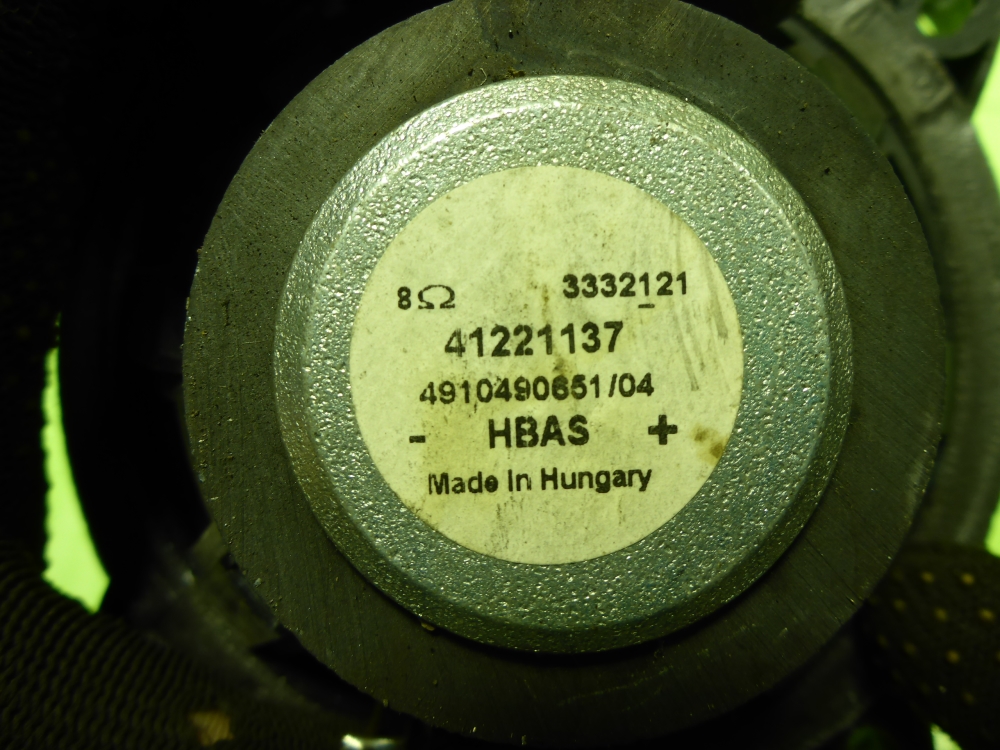 8Ω 3332121
41221137
4910490651/04
- HBAS +
Made In Hungary